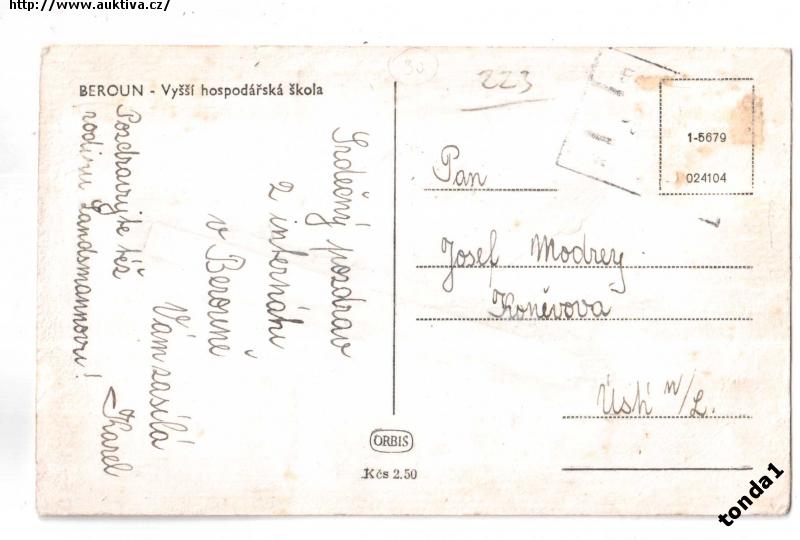 http://www.auktiva.cz/
BEROUN - Vyšší hospodářská škola
30
223
1-5679
024104
Srdečný pozdrav
z internátu
v Berouně
Vám zasílá
Karel
Pozdravujte též
rodinu Landsmannovu!
Pan
Josef Modrey
Koněvova
Ústí n/L.
ORBIS
Kčs 2.50
tonda1